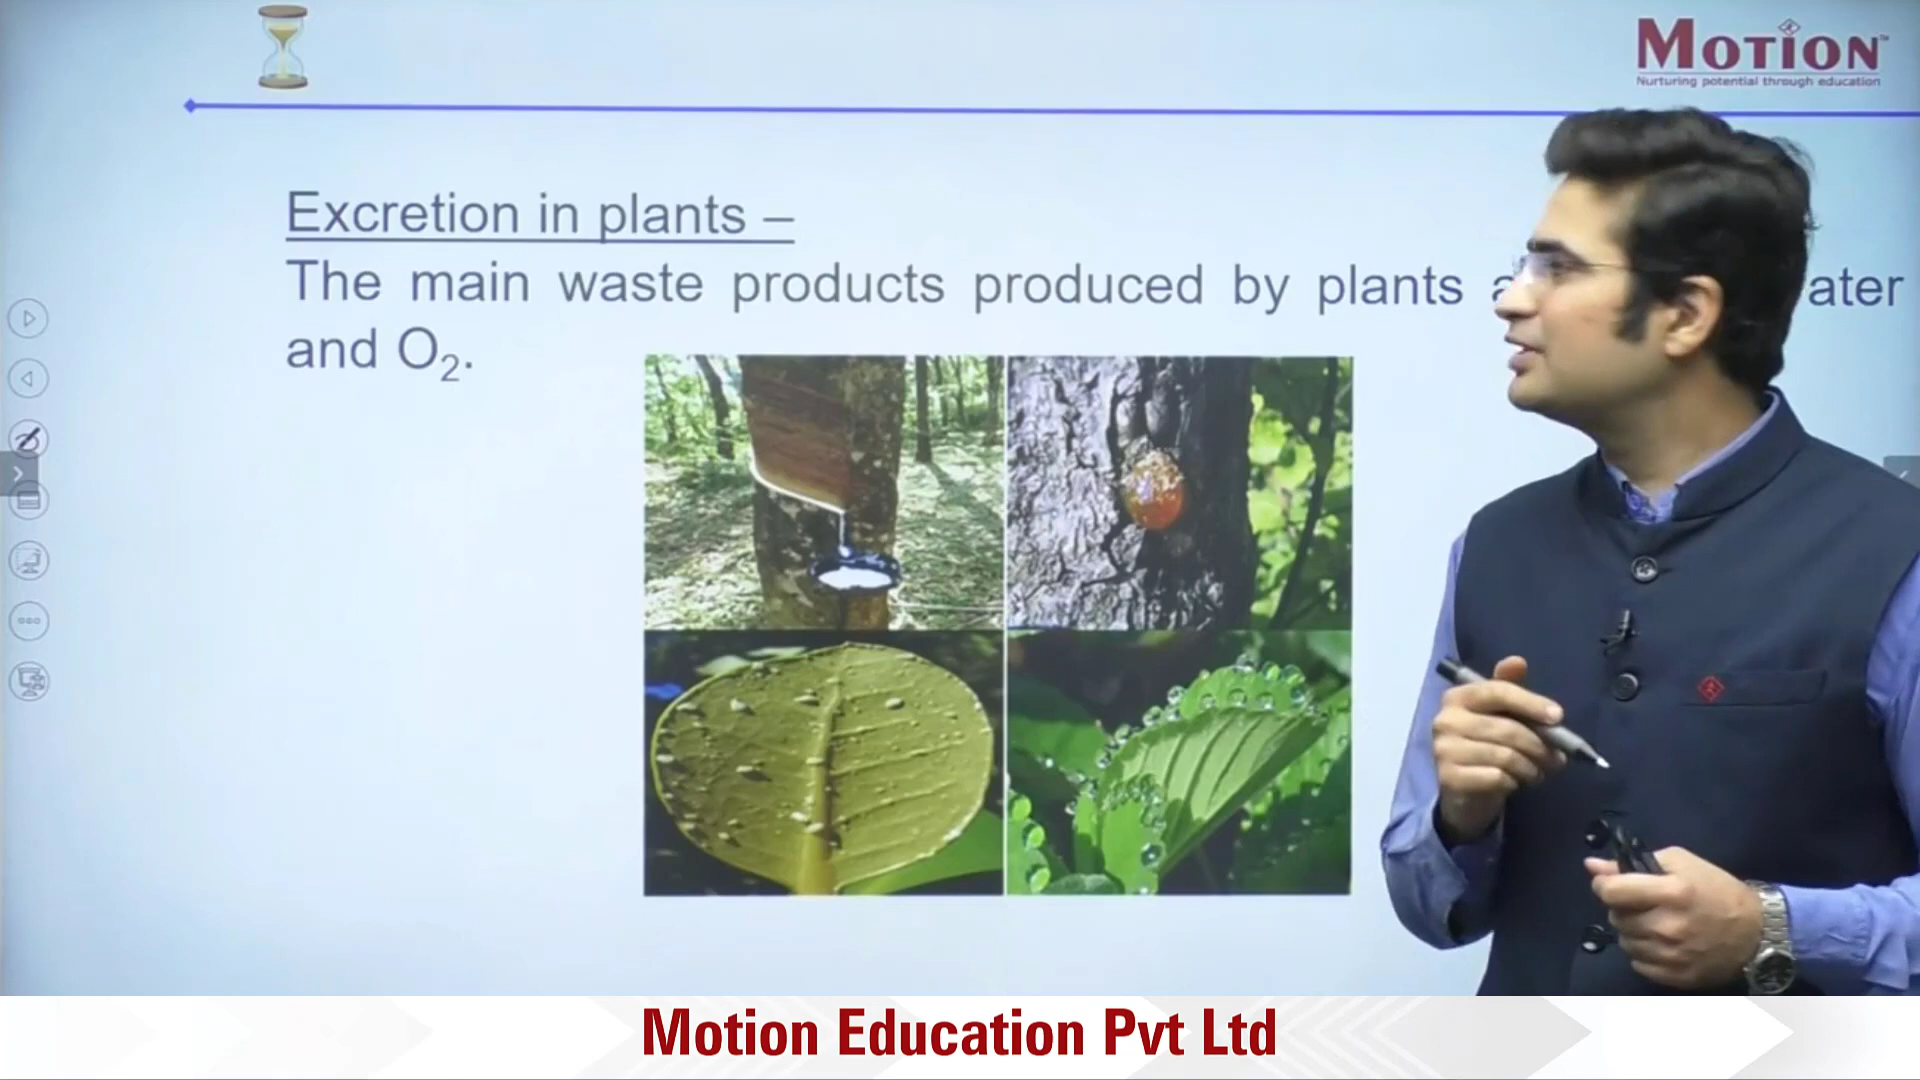 MOTION
Nurturing potential through education
Excretion in plants –
The main waste products produced by plants
and O₂.
Motion Education Pvt Ltd